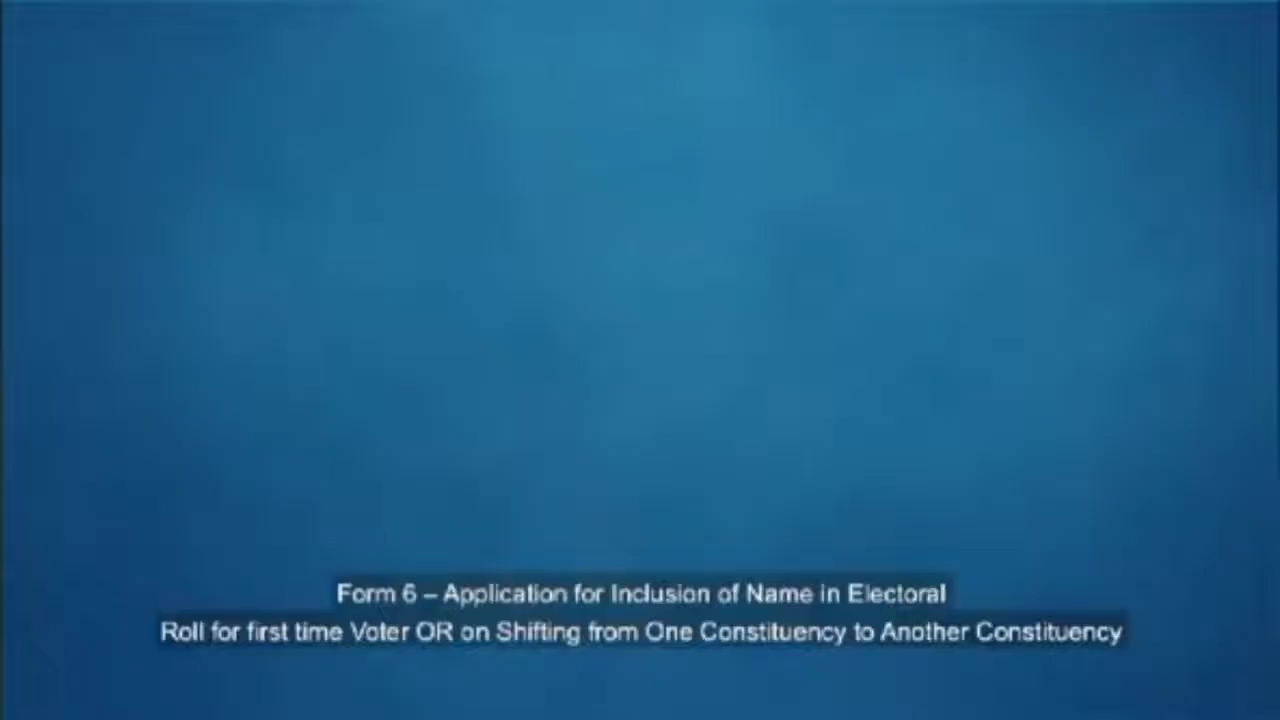 Form 6 – Application for Inclusion of Name in Electoral
Roll for first time Voter OR on Shifting from One Constituency to Another Constituency